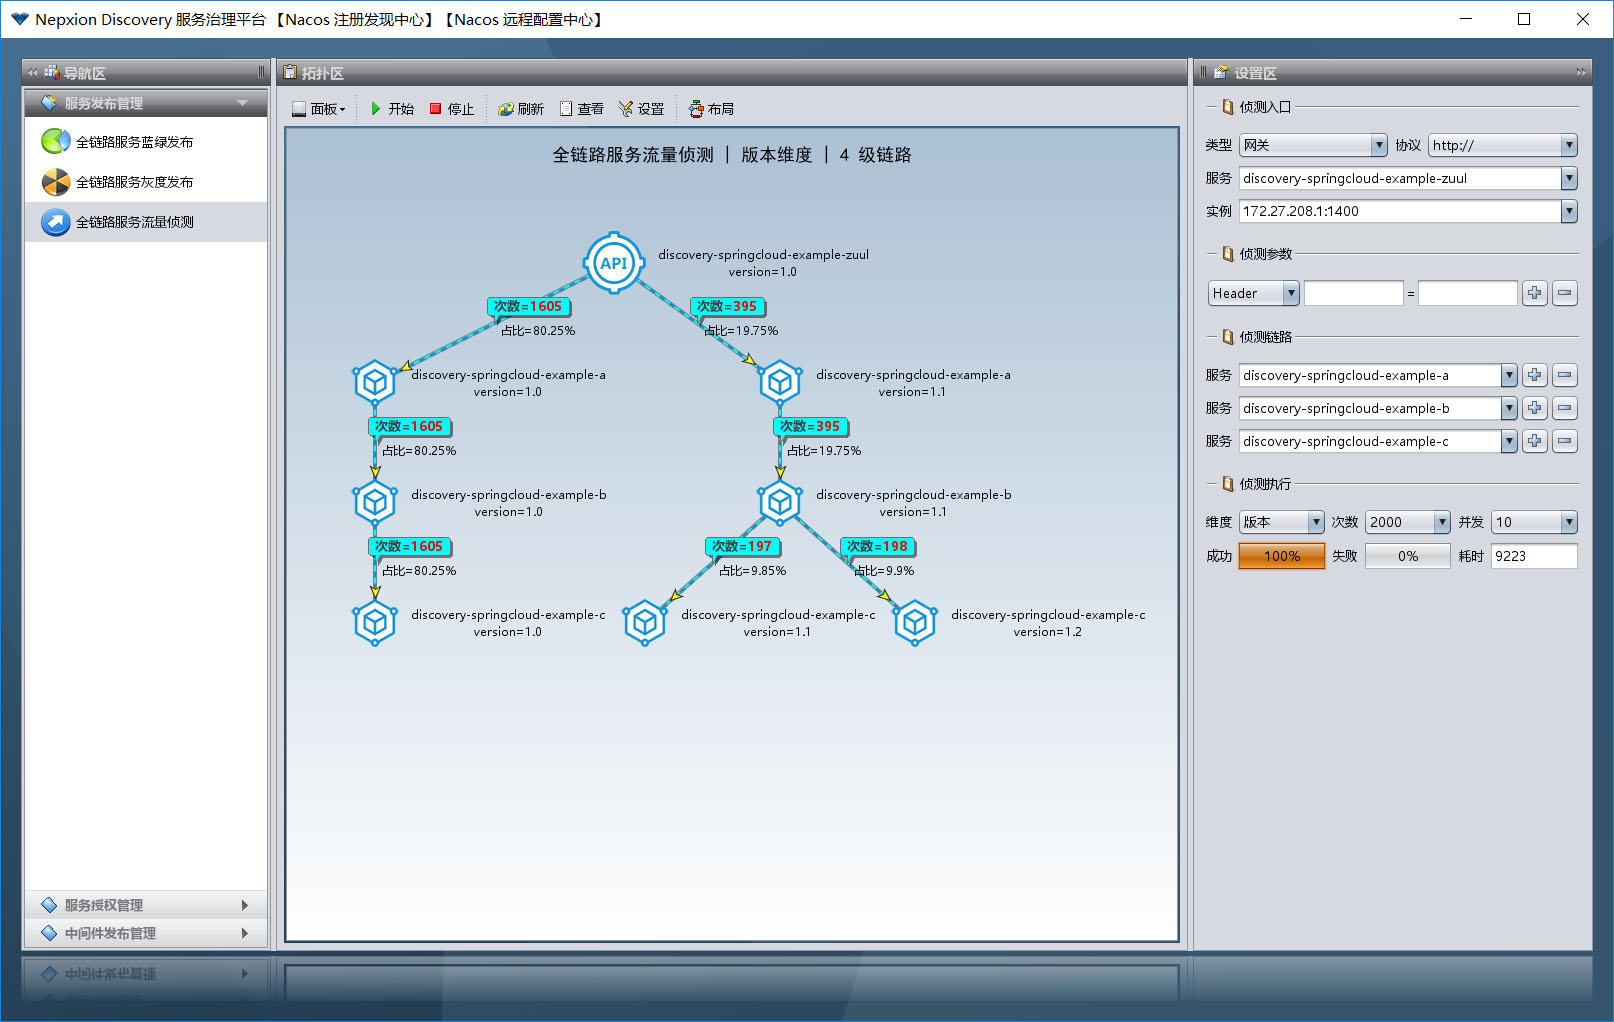 Nepxion Discovery 服务治理平台 【Nacos 注册发现中心】 【Nacos 远程配置中心】
导航区
服务发布管理
全链路服务蓝绿发布
全链路服务灰度发布
全链路服务流量侦测
服务授权管理
中间件发布管理
拓扑区
面板 开始 停止 刷新 查看 设置 布局
全链路服务流量侦测 | 版本维度 | 4 级链路
API
discovery-springcloud-example-zuul
version=1.0
次数=1605
占比=80.25%
次数=395
占比=19.75%
discovery-springcloud-example-a
version=1.0
discovery-springcloud-example-a
version=1.1
次数=1605
占比=80.25%
次数=395
占比=19.75%
discovery-springcloud-example-b
version=1.0
discovery-springcloud-example-b
version=1.1
次数=1605
占比=80.25%
次数=197
占比=9.85%
次数=198
占比=9.9%
discovery-springcloud-example-c
version=1.0
discovery-springcloud-example-c
version=1.1
discovery-springcloud-example-c
version=1.2
设置区
侦测入口
类型 网关 协议 http://
服务 discovery-springcloud-example-zuul
实例 172.27.208.1:1400
侦测参数
Header =
侦测链路
服务 discovery-springcloud-example-a
服务 discovery-springcloud-example-b
服务 discovery-springcloud-example-c
侦测执行
维度 版本 次数 2000 并发 10
成功 100% 失败 0% 耗时 9223